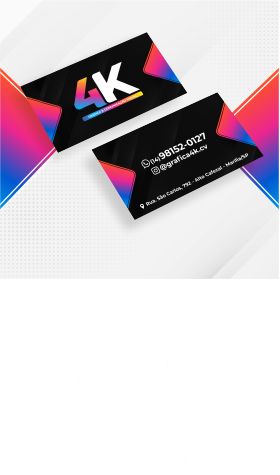 4K
(14)98152-0127
@grafica4k.cv
Rua. São Carlos, 792 - Alto Cafezal - Marília/SP